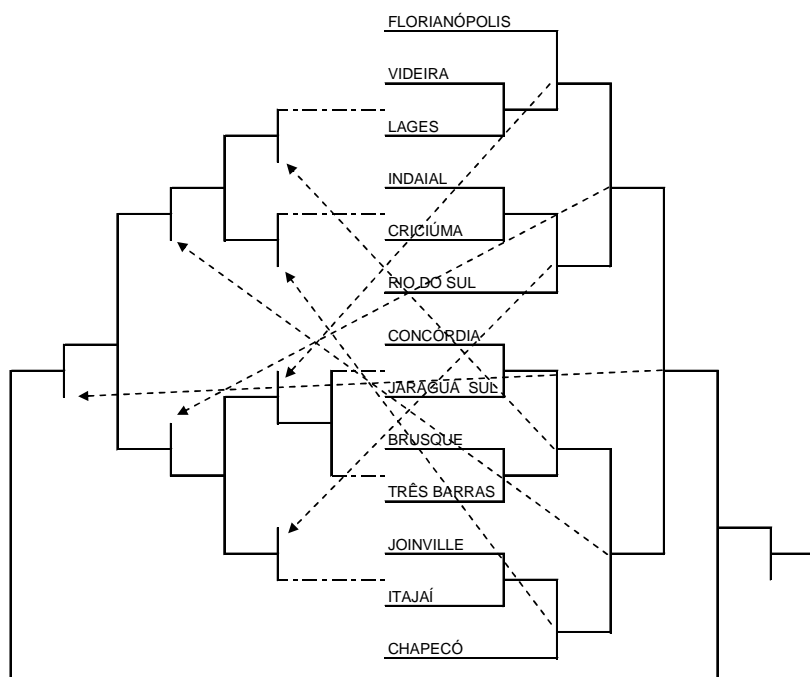 FLORIANÓPOLIS
VIDEIRA
LAGES
INDAIAL
CRICIÚMA
RIO DO SUL
CONCÓRDIA
JARAGUÁ SUL
BRUSQUE
TRÊS BARRAS
JOINVILLE
ITAJAÍ
CHAPECÓ